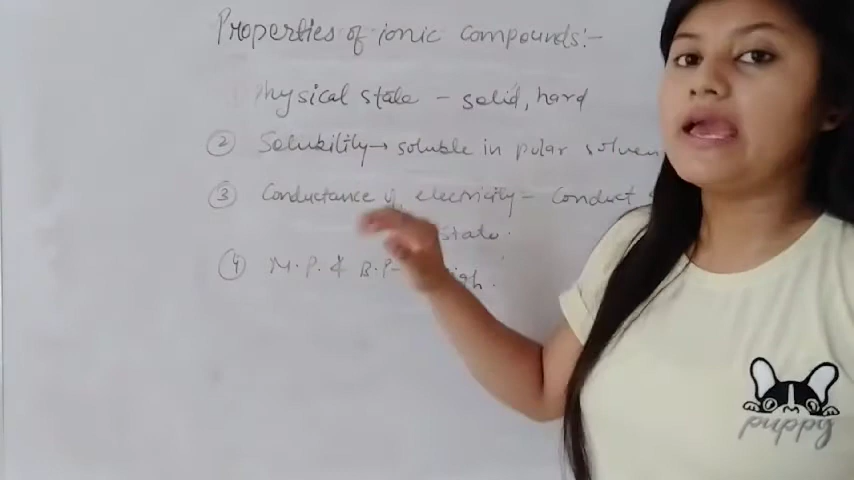 Properties of ionic compounds:-
Physical state - solid, hard
② Solubility → soluble in polar solven
③ Conductance of electricity - Conduct
state.
④ M.P. & B.P-
puppy